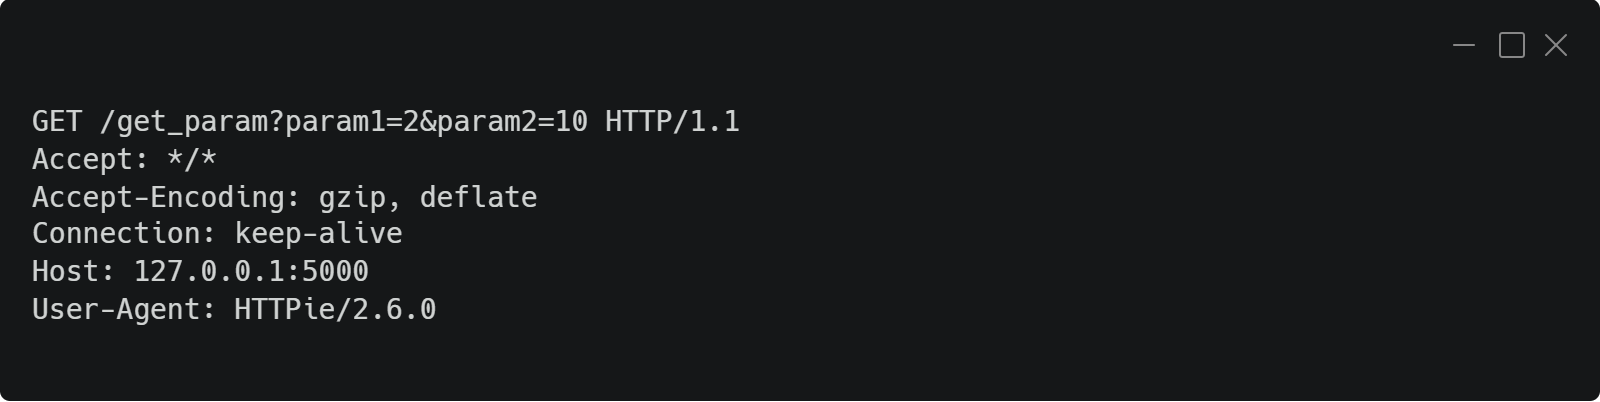 GET /get_param?param1=2&param2=10 HTTP/1.1
Accept: */*
Accept-Encoding: gzip, deflate
Connection: keep-alive
Host: 127.0.0.1:5000
User-Agent: HTTPie/2.6.0